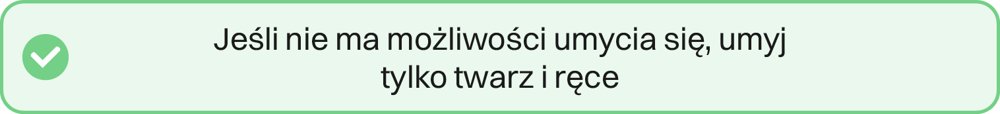 Jeśli nie ma możliwości umycia się, umyj
tylko twarz i ręce